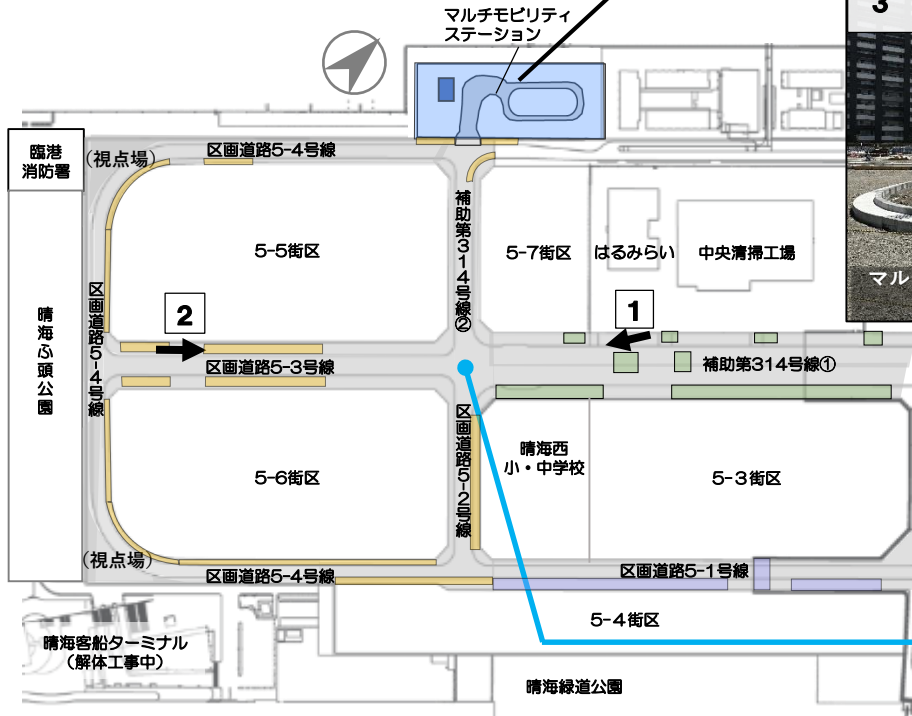 マルチモビリティ
ステーション
3
臨港
消防署
(視点場)
区画道路5-4号線
補助第314号線②
5-5街区
5-7街区
はるみらい
中央清掃工場
マル
晴海ふ頭公園
区画道路5-4号線
2
1
区画道路5-3号線
補助第314号線①
区画道路5-2号線
晴海西
小・中学校
5-6街区
5-3街区
(視点場)
区画道路5-4号線
区画道路5-1号線
5-4街区
晴海客船ターミナル
(解体工事中)
晴海緑道公園